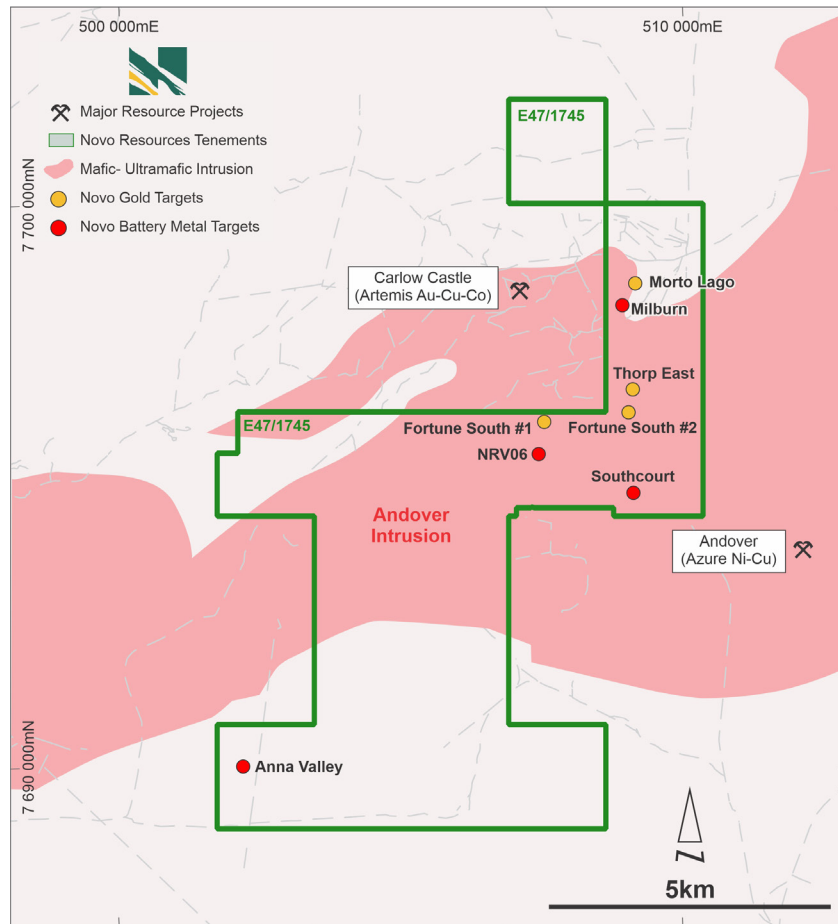 500 000mE
510 000mE
Major Resource Projects
Novo Resources Tenements
Mafic- Ultramafic Intrusion
Novo Gold Targets
Novo Battery Metal Targets
7 700 000mN
7 690 000mN
E47/1745
Carlow Castle
(Artemis Au-Cu-Co)
Morto Lago
Milburn
Thorp East
E47/1745
Fortune South #1
Fortune South #2
NRV06
Southcourt
Andover
Intrusion
Andover
(Azure Ni-Cu)
Anna Valley
N
5km